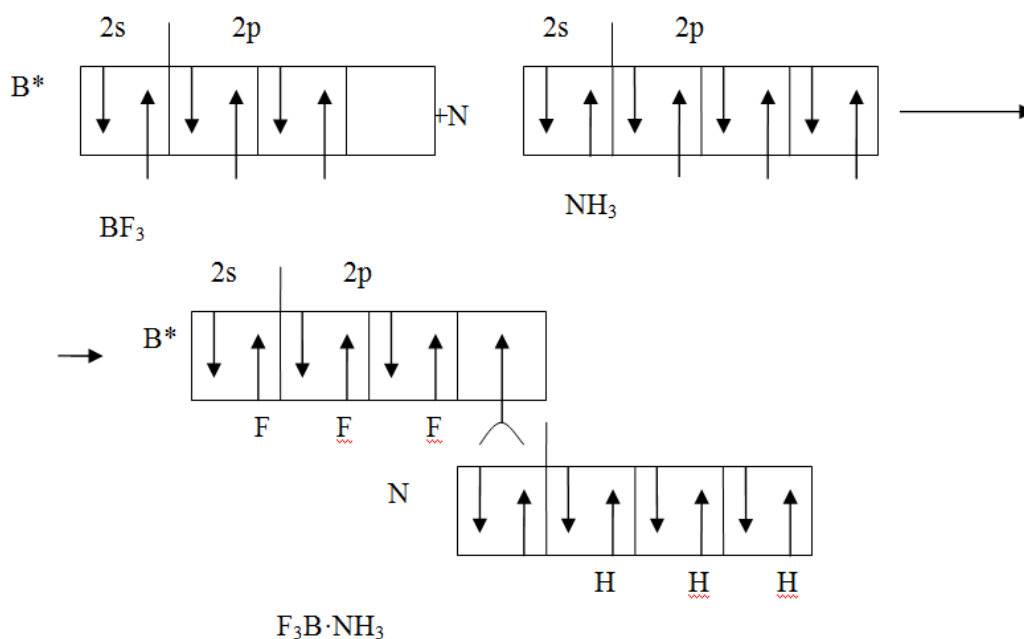 2s 2p 2s 2p
B* +N
BF₃ NH₃
2s 2p
B*
F F F
N
H H H
F₃B·NH₃